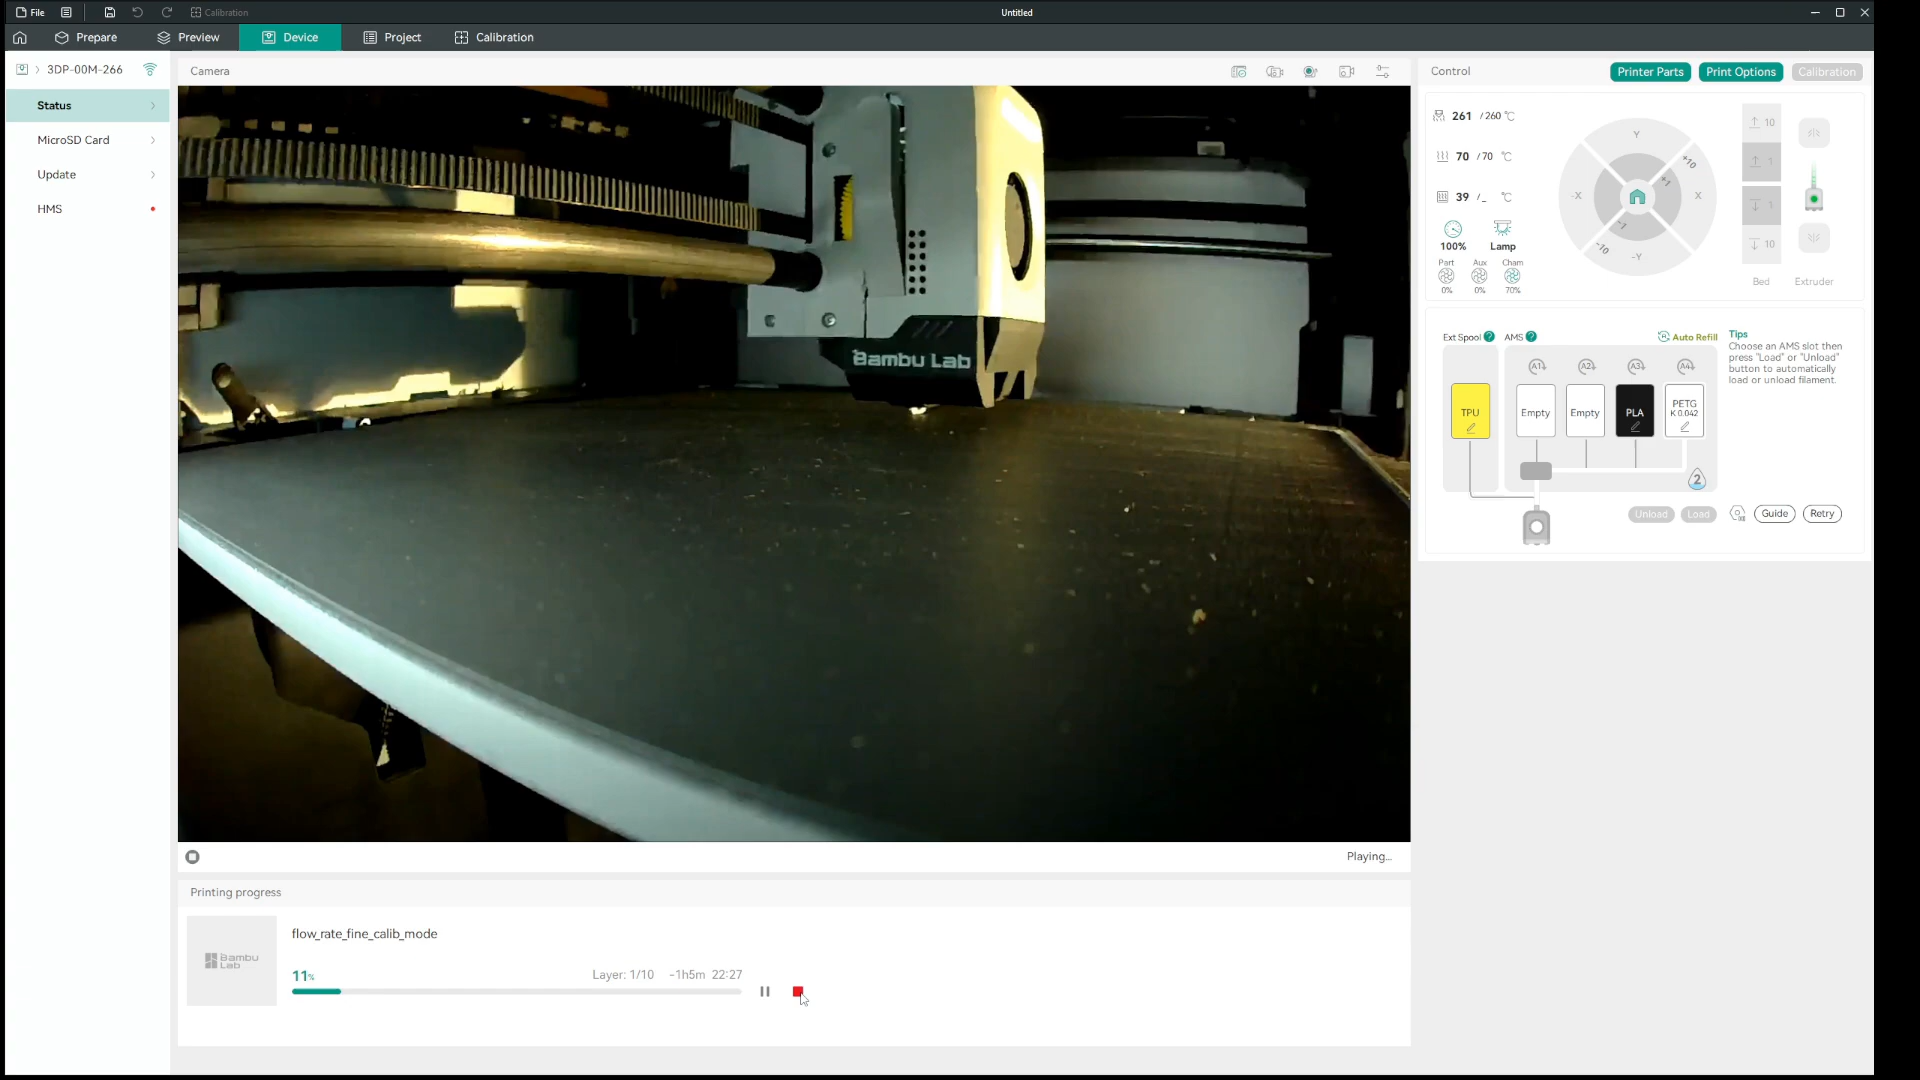 File
Calibration
Untitled
Prepare
Preview
Device
Project
Calibration
3DP-00M-266
Status
MicroSD Card
Update
HMS
Camera
Bambu Lab
Playing...
Printing progress
Bambu
Lab
flow_rate_fine_calib_mode
11%
Layer: 1/10 -1h5m 22:27
Control
Printer Parts
Print Options
Calibration
261 /260 °C
70 /70 °C
39 /_ °C
100%
Lamp
Part
Aux
Cham
0%
0%
70%
Y
+10
+1
-X
X
-1
-10
-Y
10
1
1
10
Bed
Extruder
Ext Spool ?
AMS ?
Auto Refill
A1
A2
A3
A4
TPU
Empty
Empty
PLA
PETG
K 0.042
2
Tips
Choose an AMS slot then
press "Load" or "Unload"
button to automatically
load or unload filament.
Unload
Load
Guide
Retry